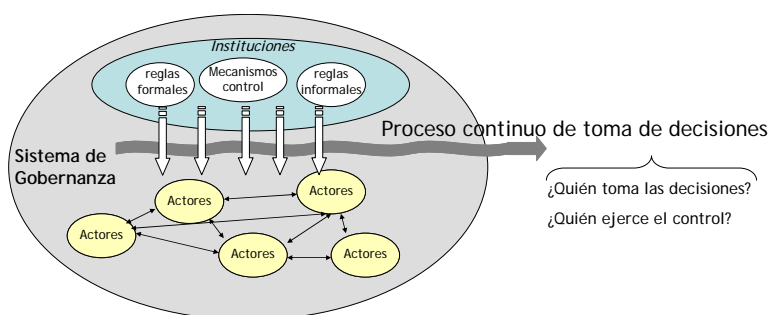 Instituciones
reglas
formales
Mecanismos
control
reglas
informales
Proceso continuo de toma de decisiones
Sistema de
Gobernanza
¿Quién toma las decisiones?
¿Quién ejerce el control?
Actores
Actores
Actores
Actores
Actores